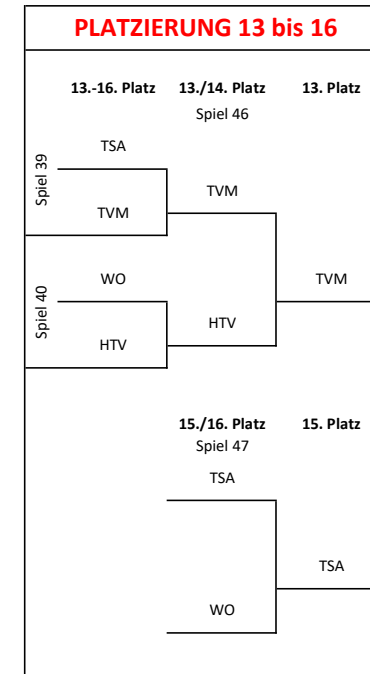 PLATZIERUNG 13 bis 16
13.-16. Platz 13./14. Platz 13. Platz
Spiel 46
Spiel 39
TSA
TVM
TVM
Spiel 40
WO
TVM
HTV
HTV
15./16. Platz 15. Platz
Spiel 47
TSA
TSA
WO